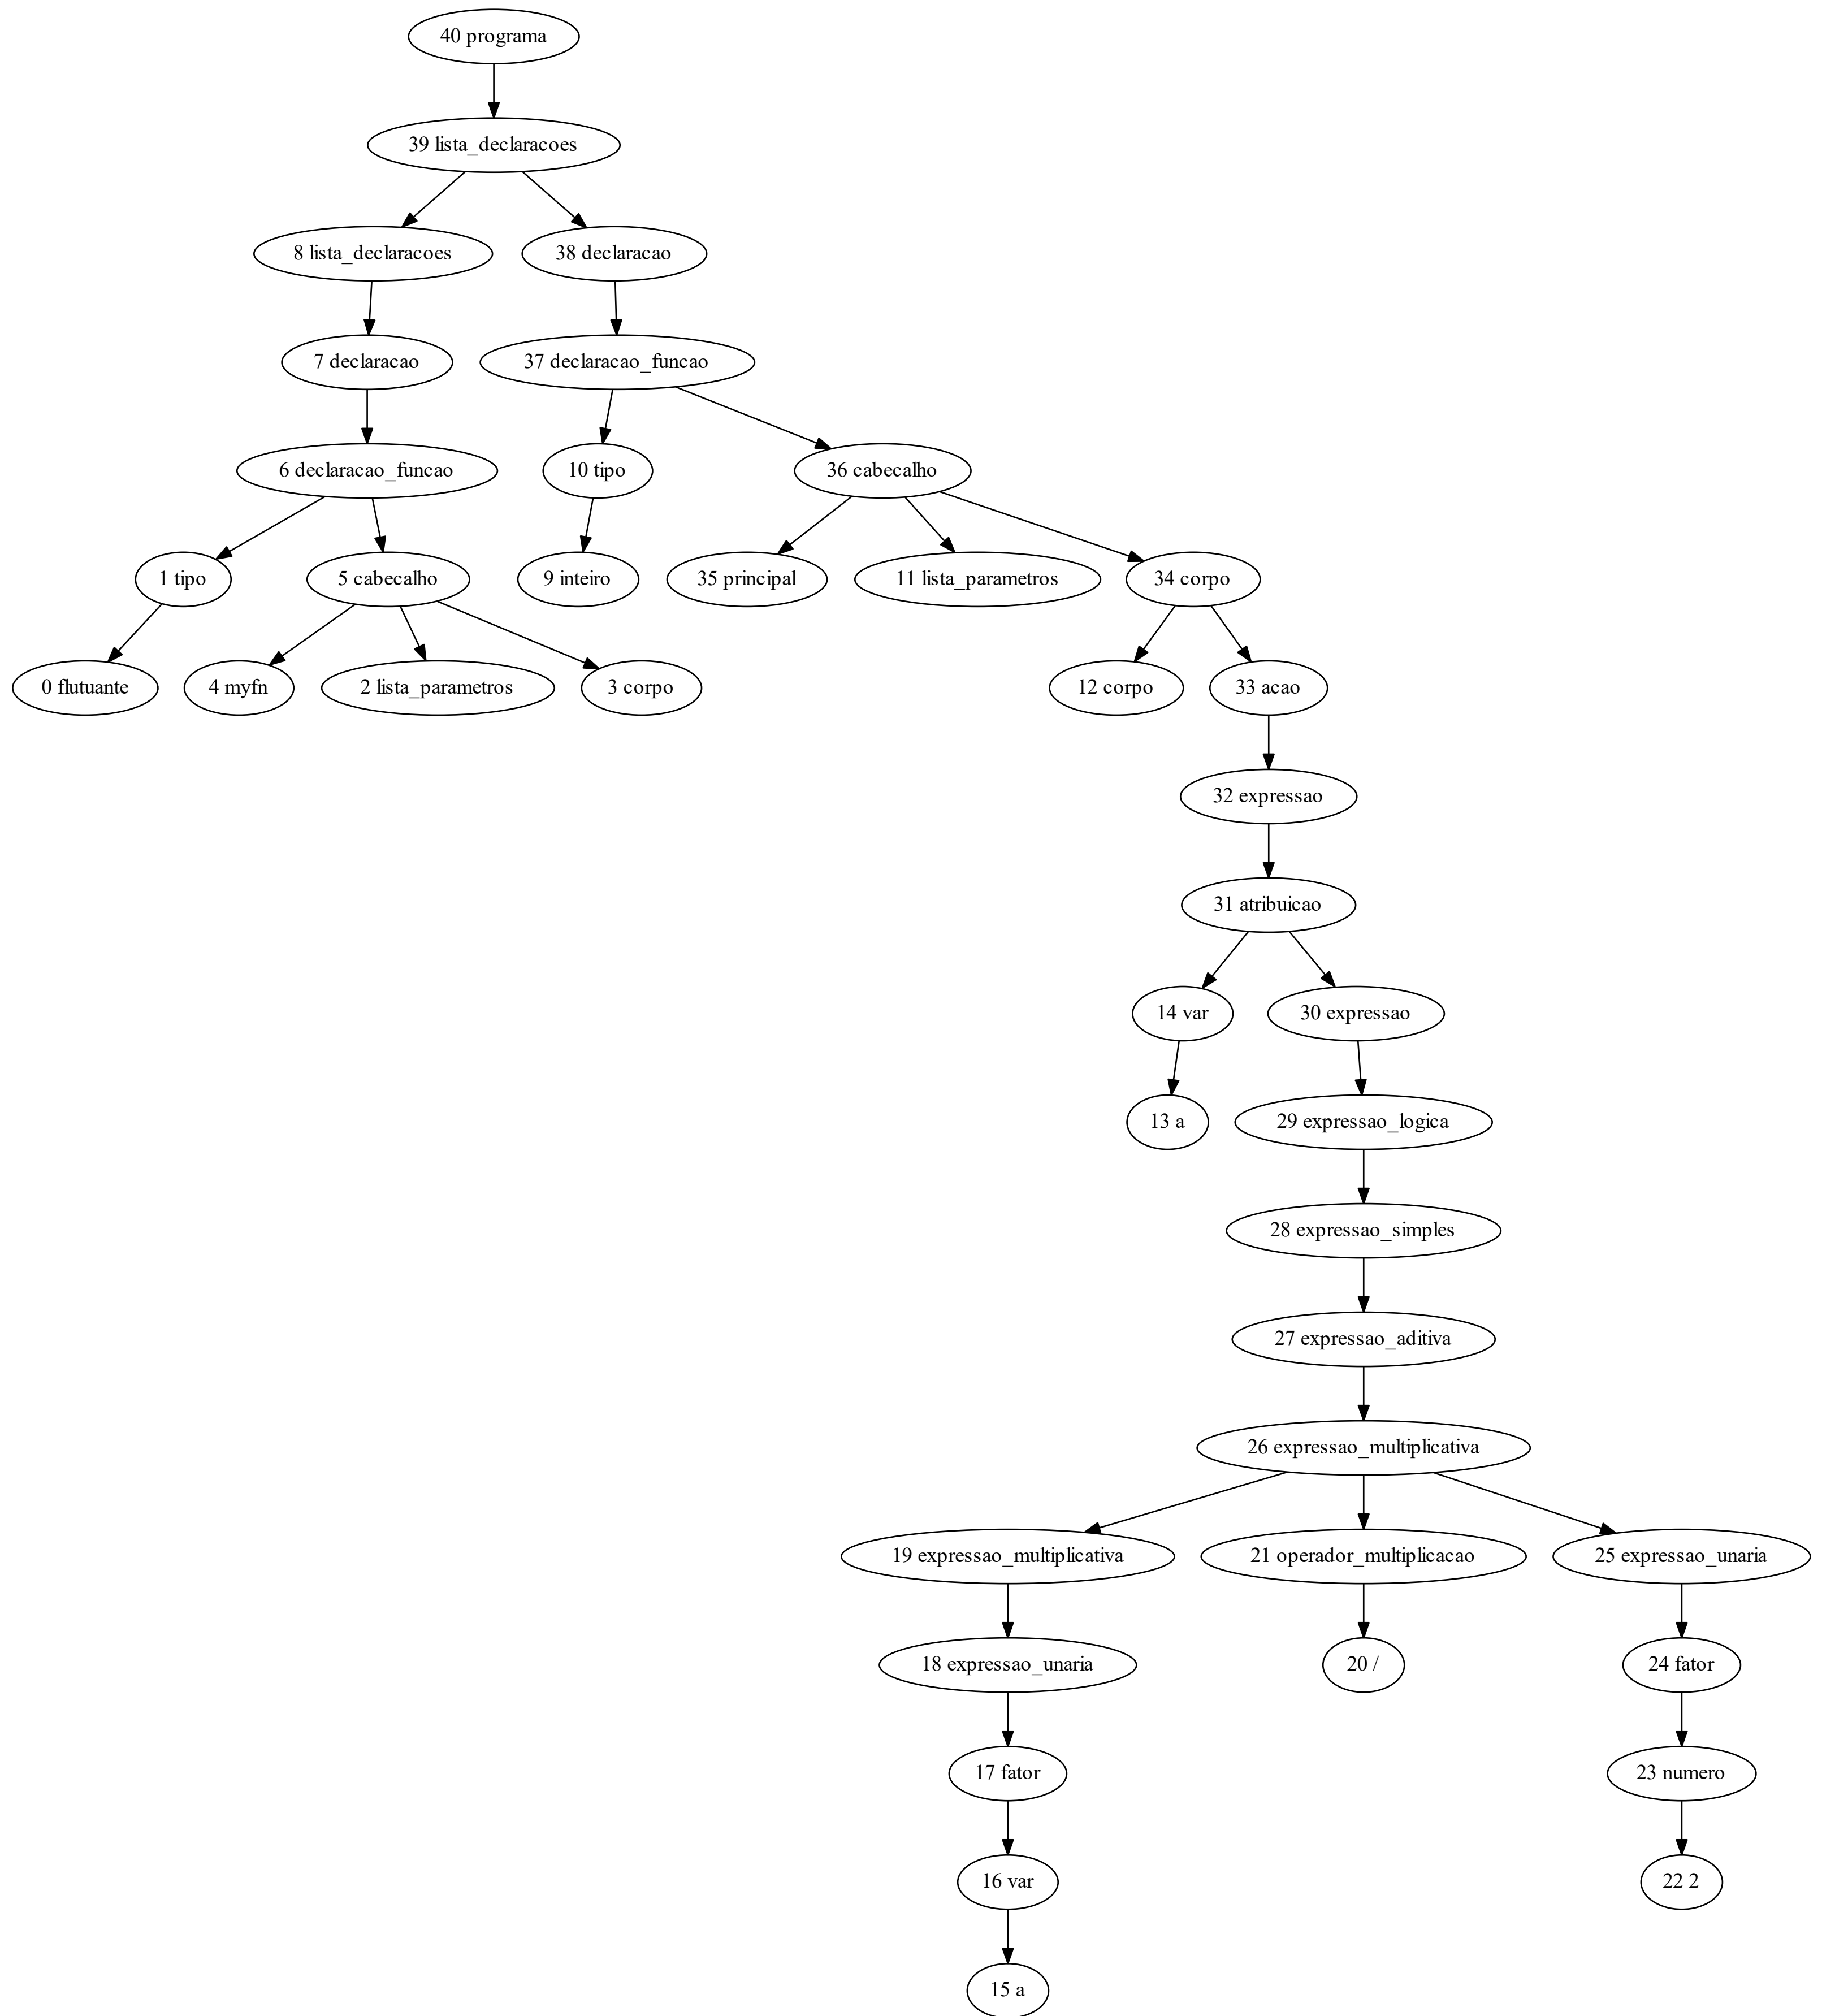 40 programa
39 lista_declaracoes
8 lista_declaracoes
38 declaracao
7 declaracao
37 declaracao_funcao
6 declaracao_funcao
10 tipo
36 cabecalho
1 tipo
5 cabecalho
9 inteiro
35 principal
11 lista_parametros
34 corpo
0 flutuante
4 myfn
2 lista_parametros
3 corpo
12 corpo
33 acao
32 expressao
31 atribuicao
14 var
30 expressao
13 a
29 expressao_logica
28 expressao_simples
27 expressao_aditiva
26 expressao_multiplicativa
19 expressao_multiplicativa
21 operador_multiplicacao
25 expressao_unaria
18 expressao_unaria
20 /
24 fator
17 fator
23 numero
16 var
22 2
15 a